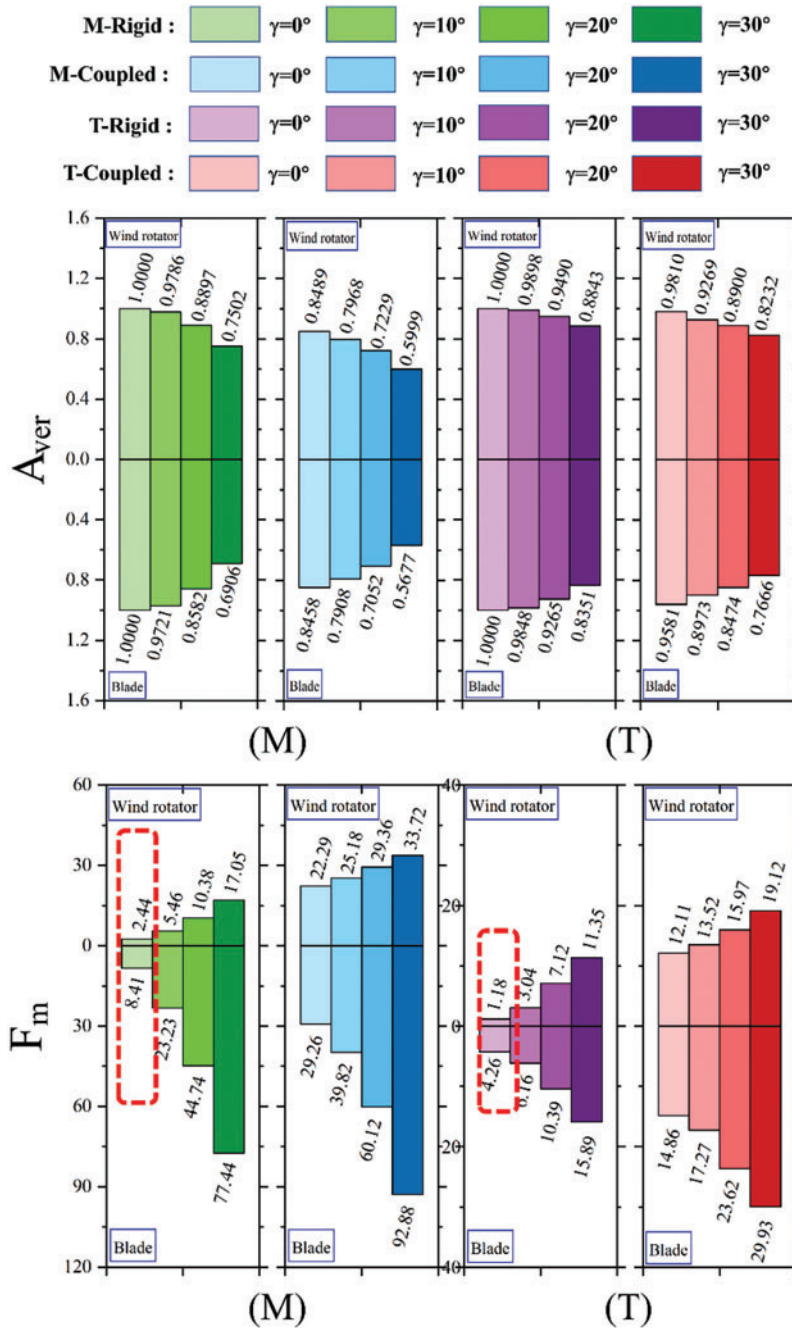 M-Rigid : γ=0° γ=10° γ=20° γ=30°
M-Coupled : γ=0° γ=10° γ=20° γ=30°
T-Rigid : γ=0° γ=10° γ=20° γ=30°
T-Coupled : γ=0° γ=10° γ=20° γ=30°
A_ver
1.6
1.2
0.8
0.4
0.0
0.4
0.8
1.2
1.6
Wind rotator
1.0000 0.9786 0.8897 0.7502
1.0000 0.9721 0.8582 0.6906
Blade
Wind rotator
0.8489 0.7968 0.7229 0.5999
0.8458 0.7908 0.7052 0.5677
Blade
Wind rotator
1.0000 0.9898 0.9490 0.8843
1.0000 0.9848 0.9265 0.8351
Blade
Wind rotator
0.9810 0.9269 0.8900 0.8232
0.9581 0.8973 0.8474 0.7666
Blade
(M) (T)
F_m
60
30
0
30
60
90
120
Wind rotator
2.44 5.46 10.38 17.05
8.41 23.23 44.74 77.44
Blade
Wind rotator
22.29 25.18 29.36 33.72
29.26 39.82 60.12 92.88
Blade
40
20
0
20
40
Wind rotator
1.18 3.04 7.12 11.35
4.26 6.16 10.39 15.89
Blade
Wind rotator
12.11 13.52 15.97 19.12
14.86 17.27 23.62 29.93
Blade
(M) (T)